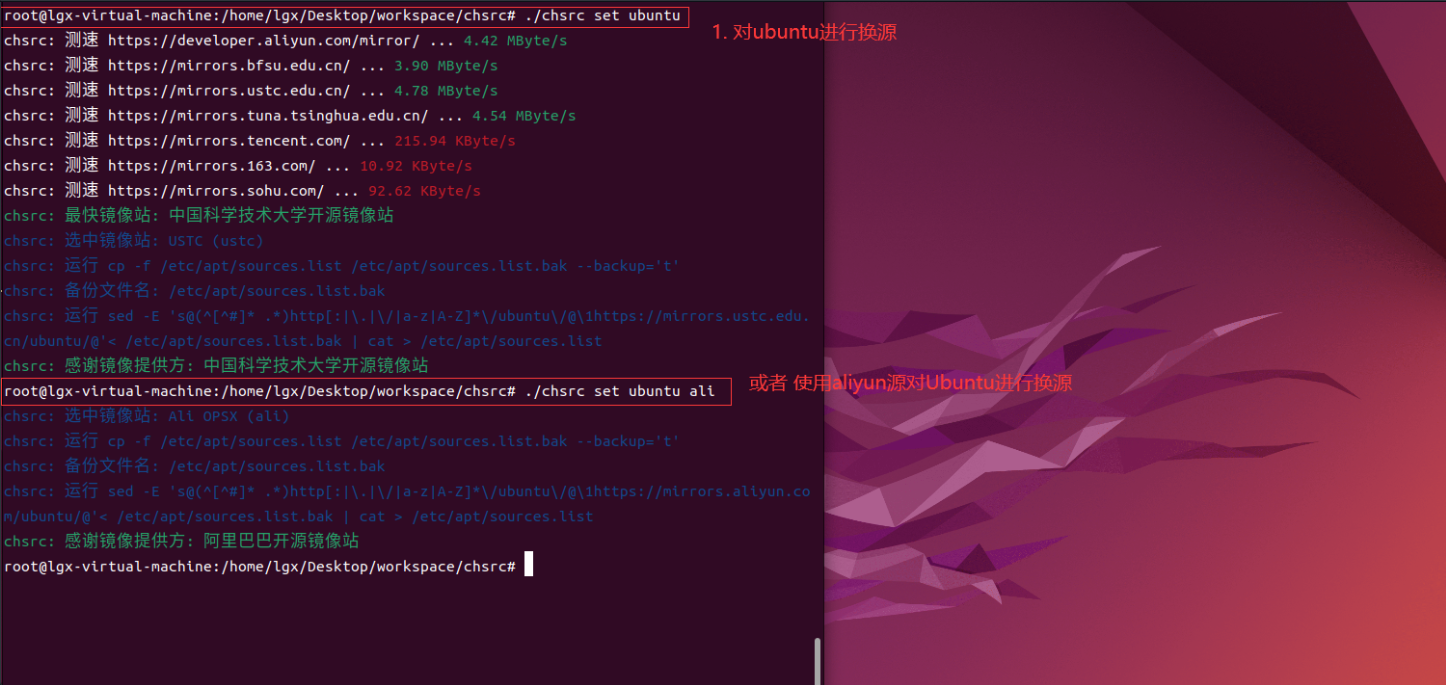 root@lgx-virtual-machine:/home/lgx/Desktop/workspace/chsrc# ./chsrc set ubuntu
1. 对ubuntu进行换源
chsrc: 测速 https://developer.aliyun.com/mirror/ ... 4.42 MByte/s
chsrc: 测速 https://mirrors.bfsu.edu.cn/ ... 3.90 MByte/s
chsrc: 测速 https://mirrors.ustc.edu.cn/ ... 4.78 MByte/s
chsrc: 测速 https://mirrors.tuna.tsinghua.edu.cn/ ... 4.54 MByte/s
chsrc: 测速 https://mirrors.tencent.com/ ... 215.94 KByte/s
chsrc: 测速 https://mirrors.163.com/ ... 10.92 KByte/s
chsrc: 测速 https://mirrors.sohu.com/ ... 92.62 KByte/s
chsrc: 最快镜像站: 中国科学技术大学开源镜像站
chsrc: 选中镜像站: USTC (ustc)
chsrc: 运行 cp -f /etc/apt/sources.list /etc/apt/sources.list.bak --backup='t'
chsrc: 备份文件名: /etc/apt/sources.list.bak
chsrc: 运行 sed -E 's@(^[^#]* .*)http[:|\.|\/|a-z|A-Z]*\/ubuntu\/@\1https://mirrors.ustc.edu.
cn/ubuntu/@'< /etc/apt/sources.list.bak | cat > /etc/apt/sources.list
chsrc: 感谢镜像提供方: 中国科学技术大学开源镜像站
root@lgx-virtual-machine:/home/lgx/Desktop/workspace/chsrc# ./chsrc set ubuntu ali
或者 使用aliyun源对Ubuntu进行换源
chsrc: 选中镜像站: Ali OPSX (ali)
chsrc: 运行 cp -f /etc/apt/sources.list /etc/apt/sources.list.bak --backup='t'
chsrc: 备份文件名: /etc/apt/sources.list.bak
chsrc: 运行 sed -E 's@(^[^#]* .*)http[:|\.|\/|a-z|A-Z]*\/ubuntu\/@\1https://mirrors.aliyun.co
m/ubuntu/@'< /etc/apt/sources.list.bak | cat > /etc/apt/sources.list
chsrc: 感谢镜像提供方: 阿里巴巴开源镜像站
root@lgx-virtual-machine:/home/lgx/Desktop/workspace/chsrc#